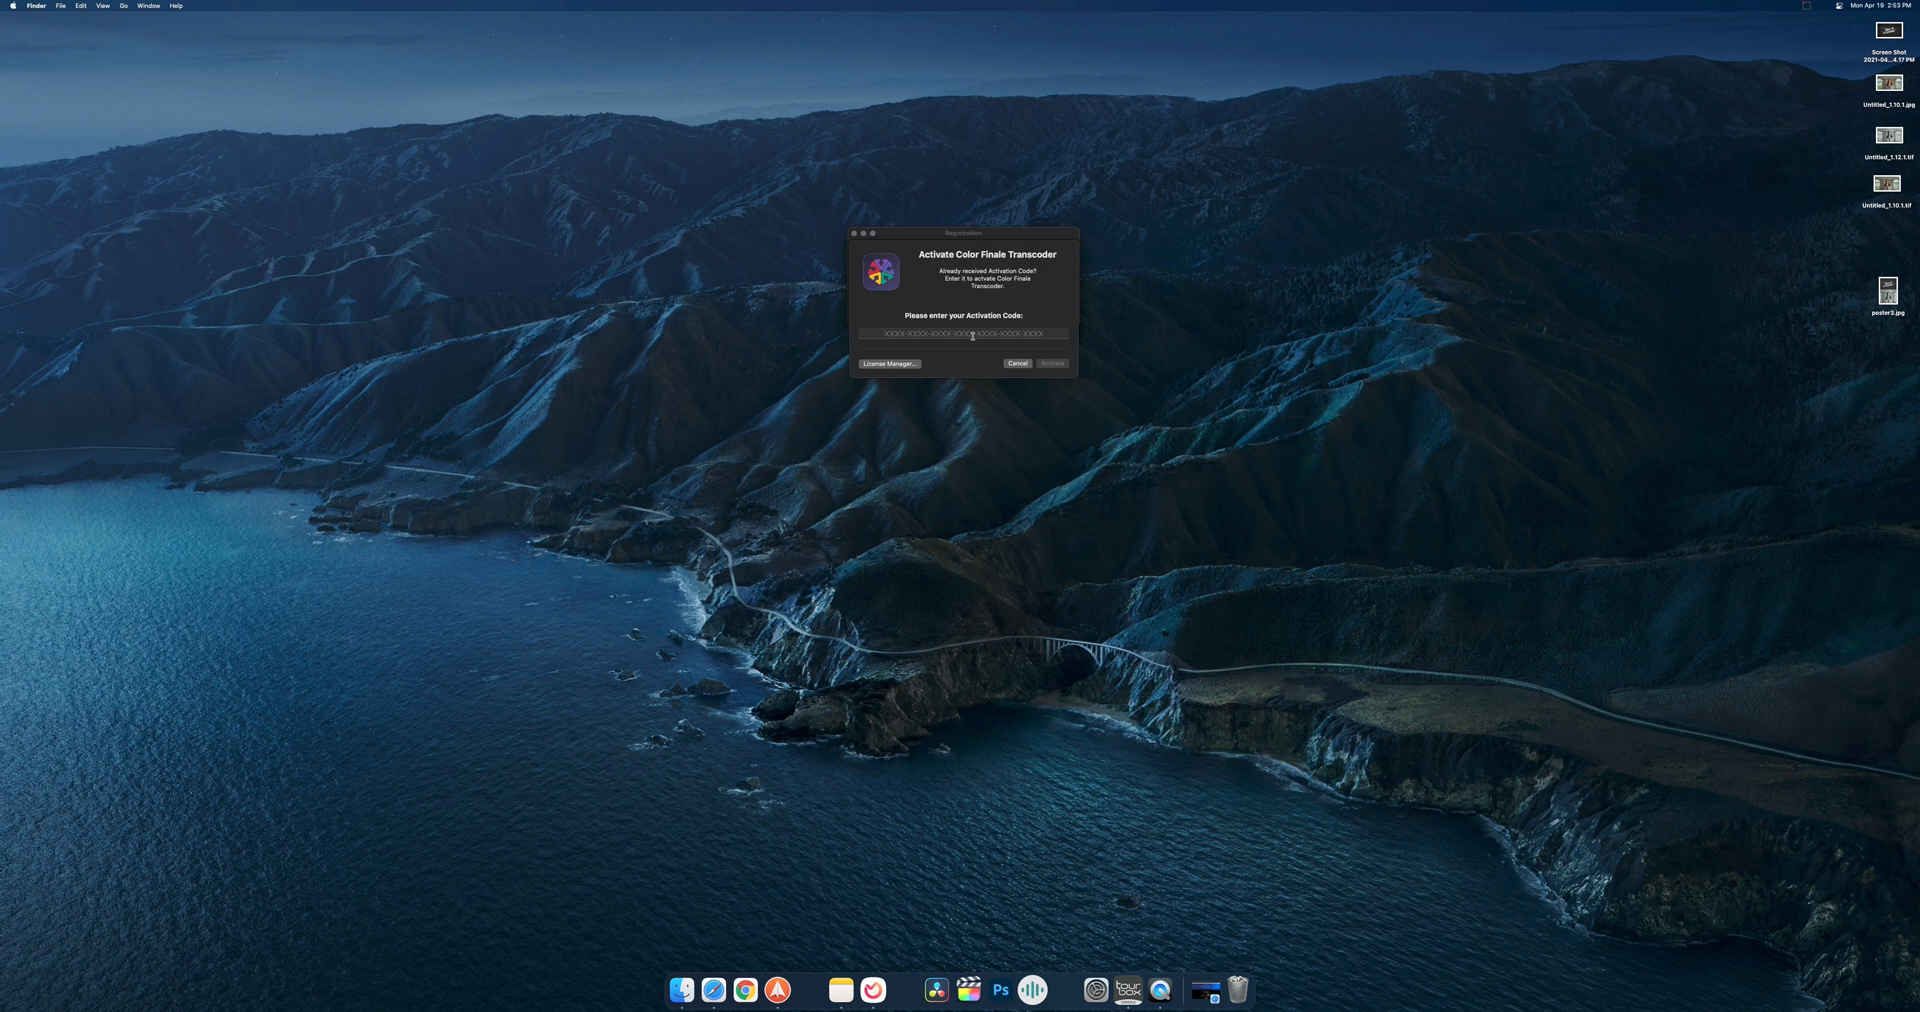 Finder File Edit View Go Window Help
Mon Apr 19 2:53 PM
Screen Shot
2021-04...4.17 PM
Untitled_1.10.1.jpg
Untitled_1.12.1.tif
Untitled_1.10.1.tif
poster3.jpg
Registration
Activate Color Finale Transcoder
Already received Activation Code?
Enter it to activate Color Finale
Transcoder.
Please enter your Activation Code:
XXXX-XXXX-XXXX-XXXX-XXXX-XXXX-XXXX
License Manager... Cancel Activate
Ps
tour
box
CONSOLE